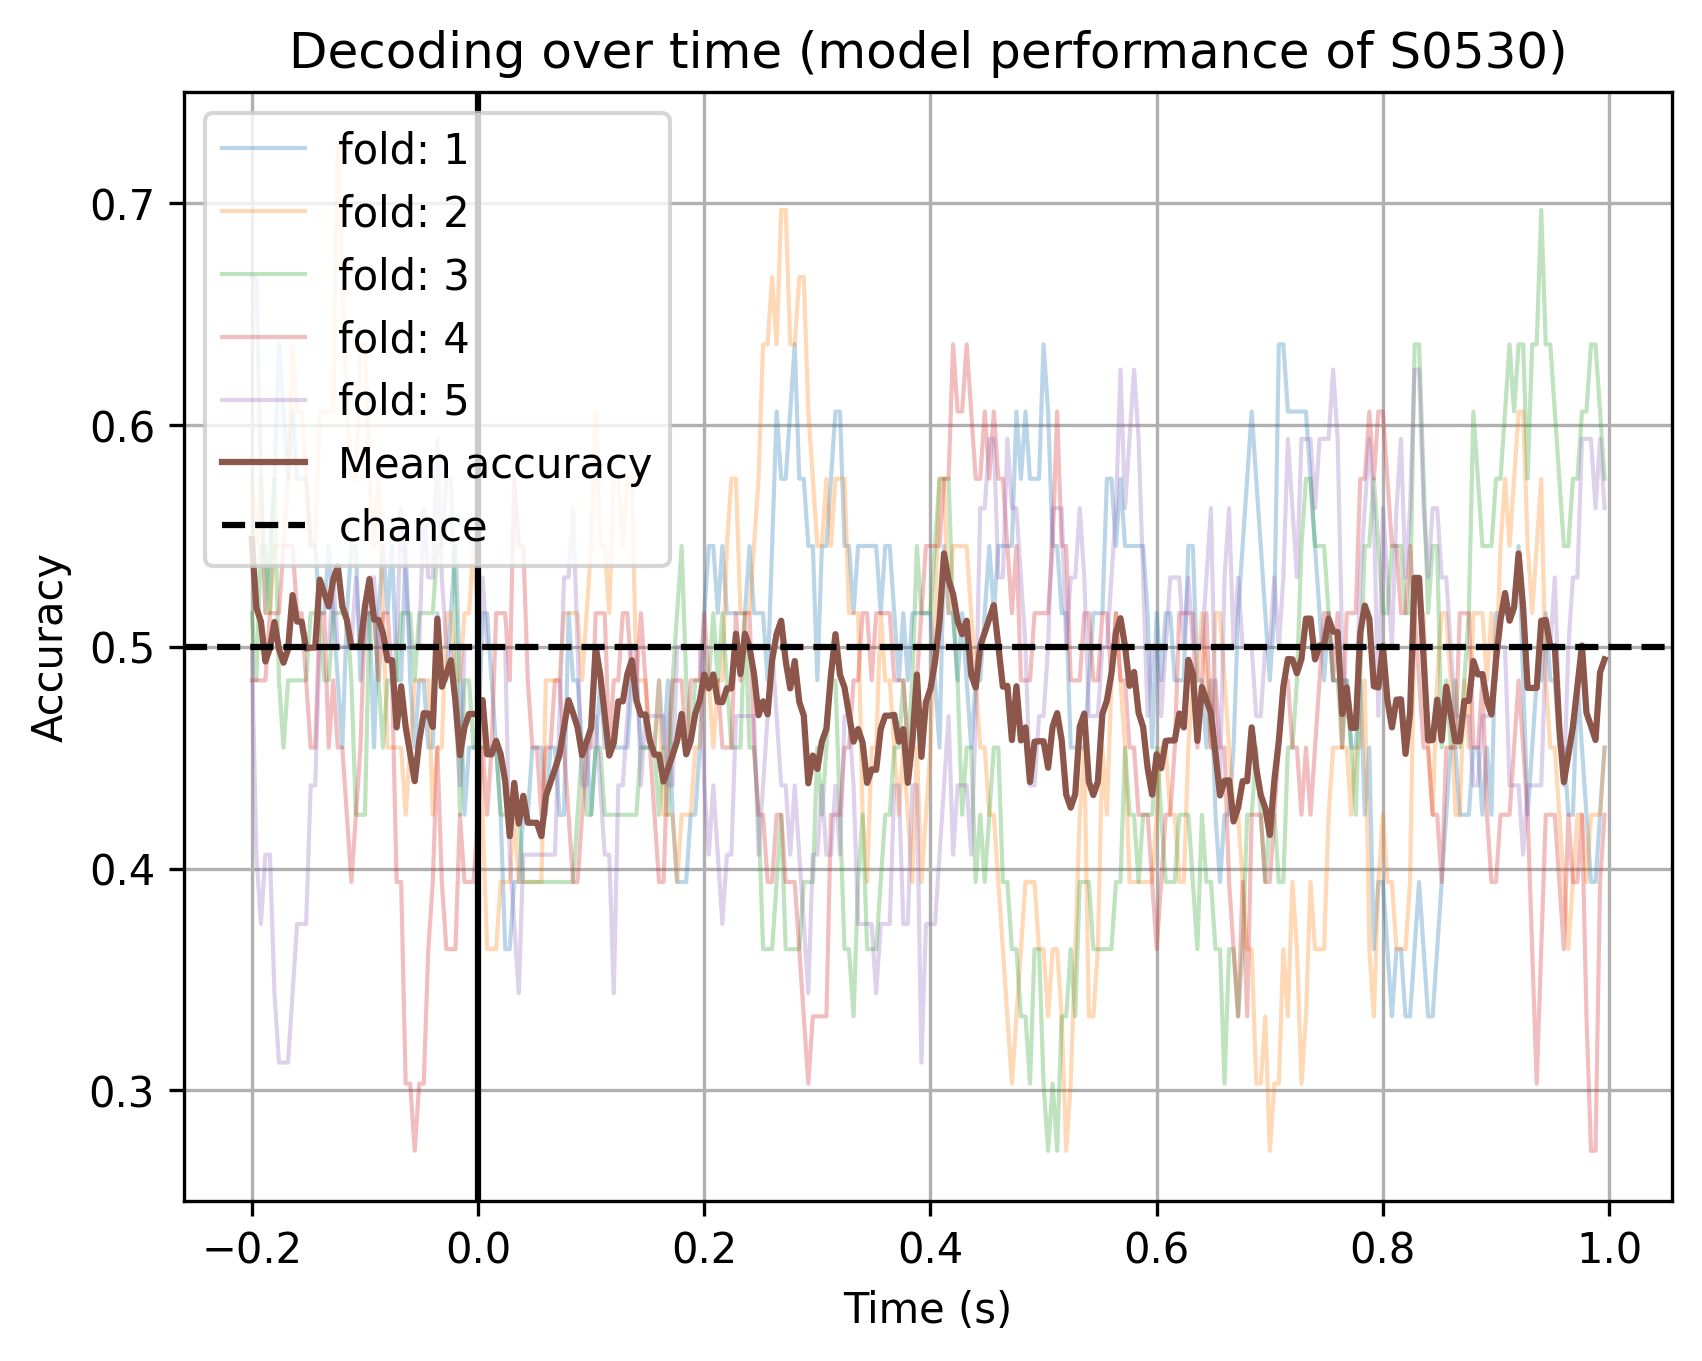 Decoding over time (model performance of S0530)
fold: 1
fold: 2
fold: 3
fold: 4
fold: 5
Mean accuracy
chance
Accuracy
0.7
0.6
0.5
0.4
0.3
−0.2 0.0 0.2 0.4 0.6 0.8 1.0
Time (s)